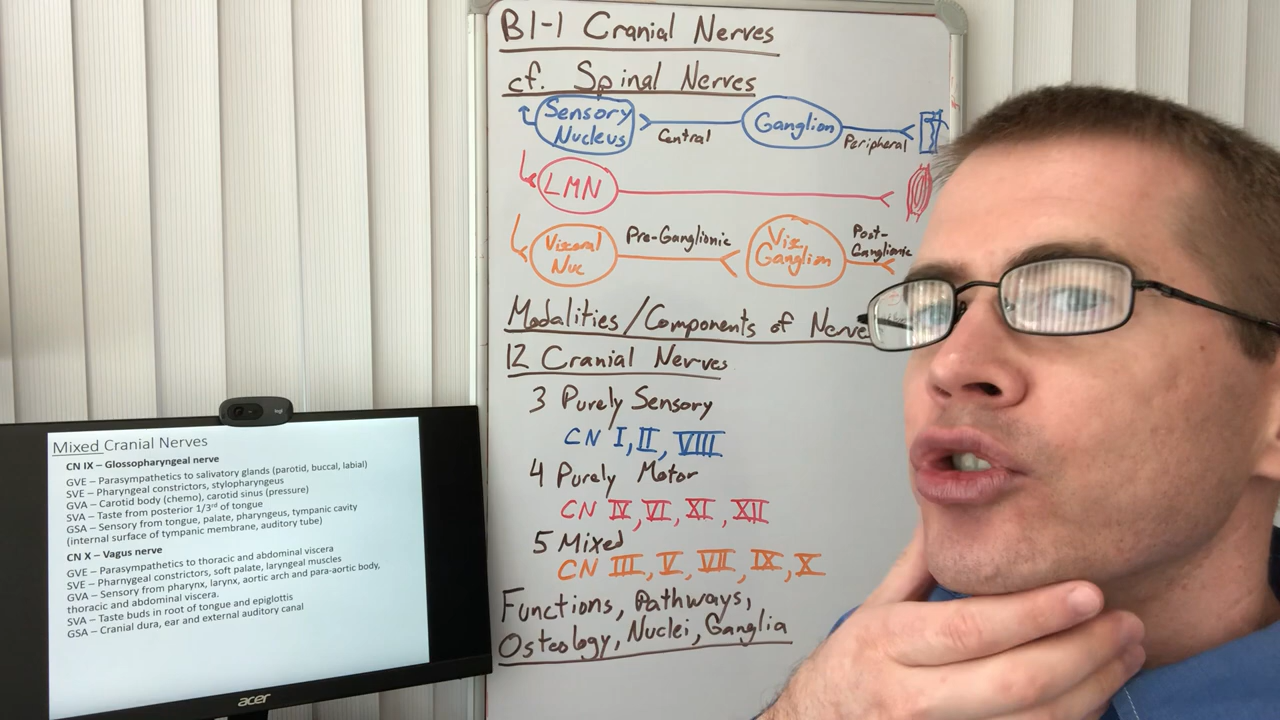 B1-1 Cranial Nerves
cf. Spinal Nerves
Sensory Nucleus
Central
Ganglion
Peripheral
LMN
Visceral Nuc
Pre-Ganglionic
Visc. Ganglion
Post-Ganglionic
Modalities/Components of Nerve
12 Cranial Nerves
3 Purely Sensory
CN I, II, VIII
4 Purely Motor
CN IV, VI, XI, XII
5 Mixed
CN III, V, VII, IX, X
Functions, Pathways,
Osteology, Nuclei, Ganglia
Mixed Cranial Nerves
CN IX – Glossopharyngeal nerve
GVE – Parasympathetics to salivatory glands (parotid, buccal, labial)
SVE – Pharyngeal constrictors, stylopharyngeus
GVA – Carotid body (chemo), carotid sinus (pressure)
SVA – Taste from posterior 1/3rd of tongue
GSA – Sensory from tongue, palate, pharyngeus, tympanic cavity
(internal surface of tympanic membrane, auditory tube)
CN X – Vagus nerve
GVE – Parasympathetics to thoracic and abdominal viscera
SVE – Pharnygeal constrictors, soft palate, laryngeal muscles
GVA – Sensory from pharynx, larynx, aortic arch and para-aortic body,
thoracic and abdominal viscera.
SVA – Taste buds in root of tongue and epiglottis
GSA – Cranial dura, ear and external auditory canal
acer
logi